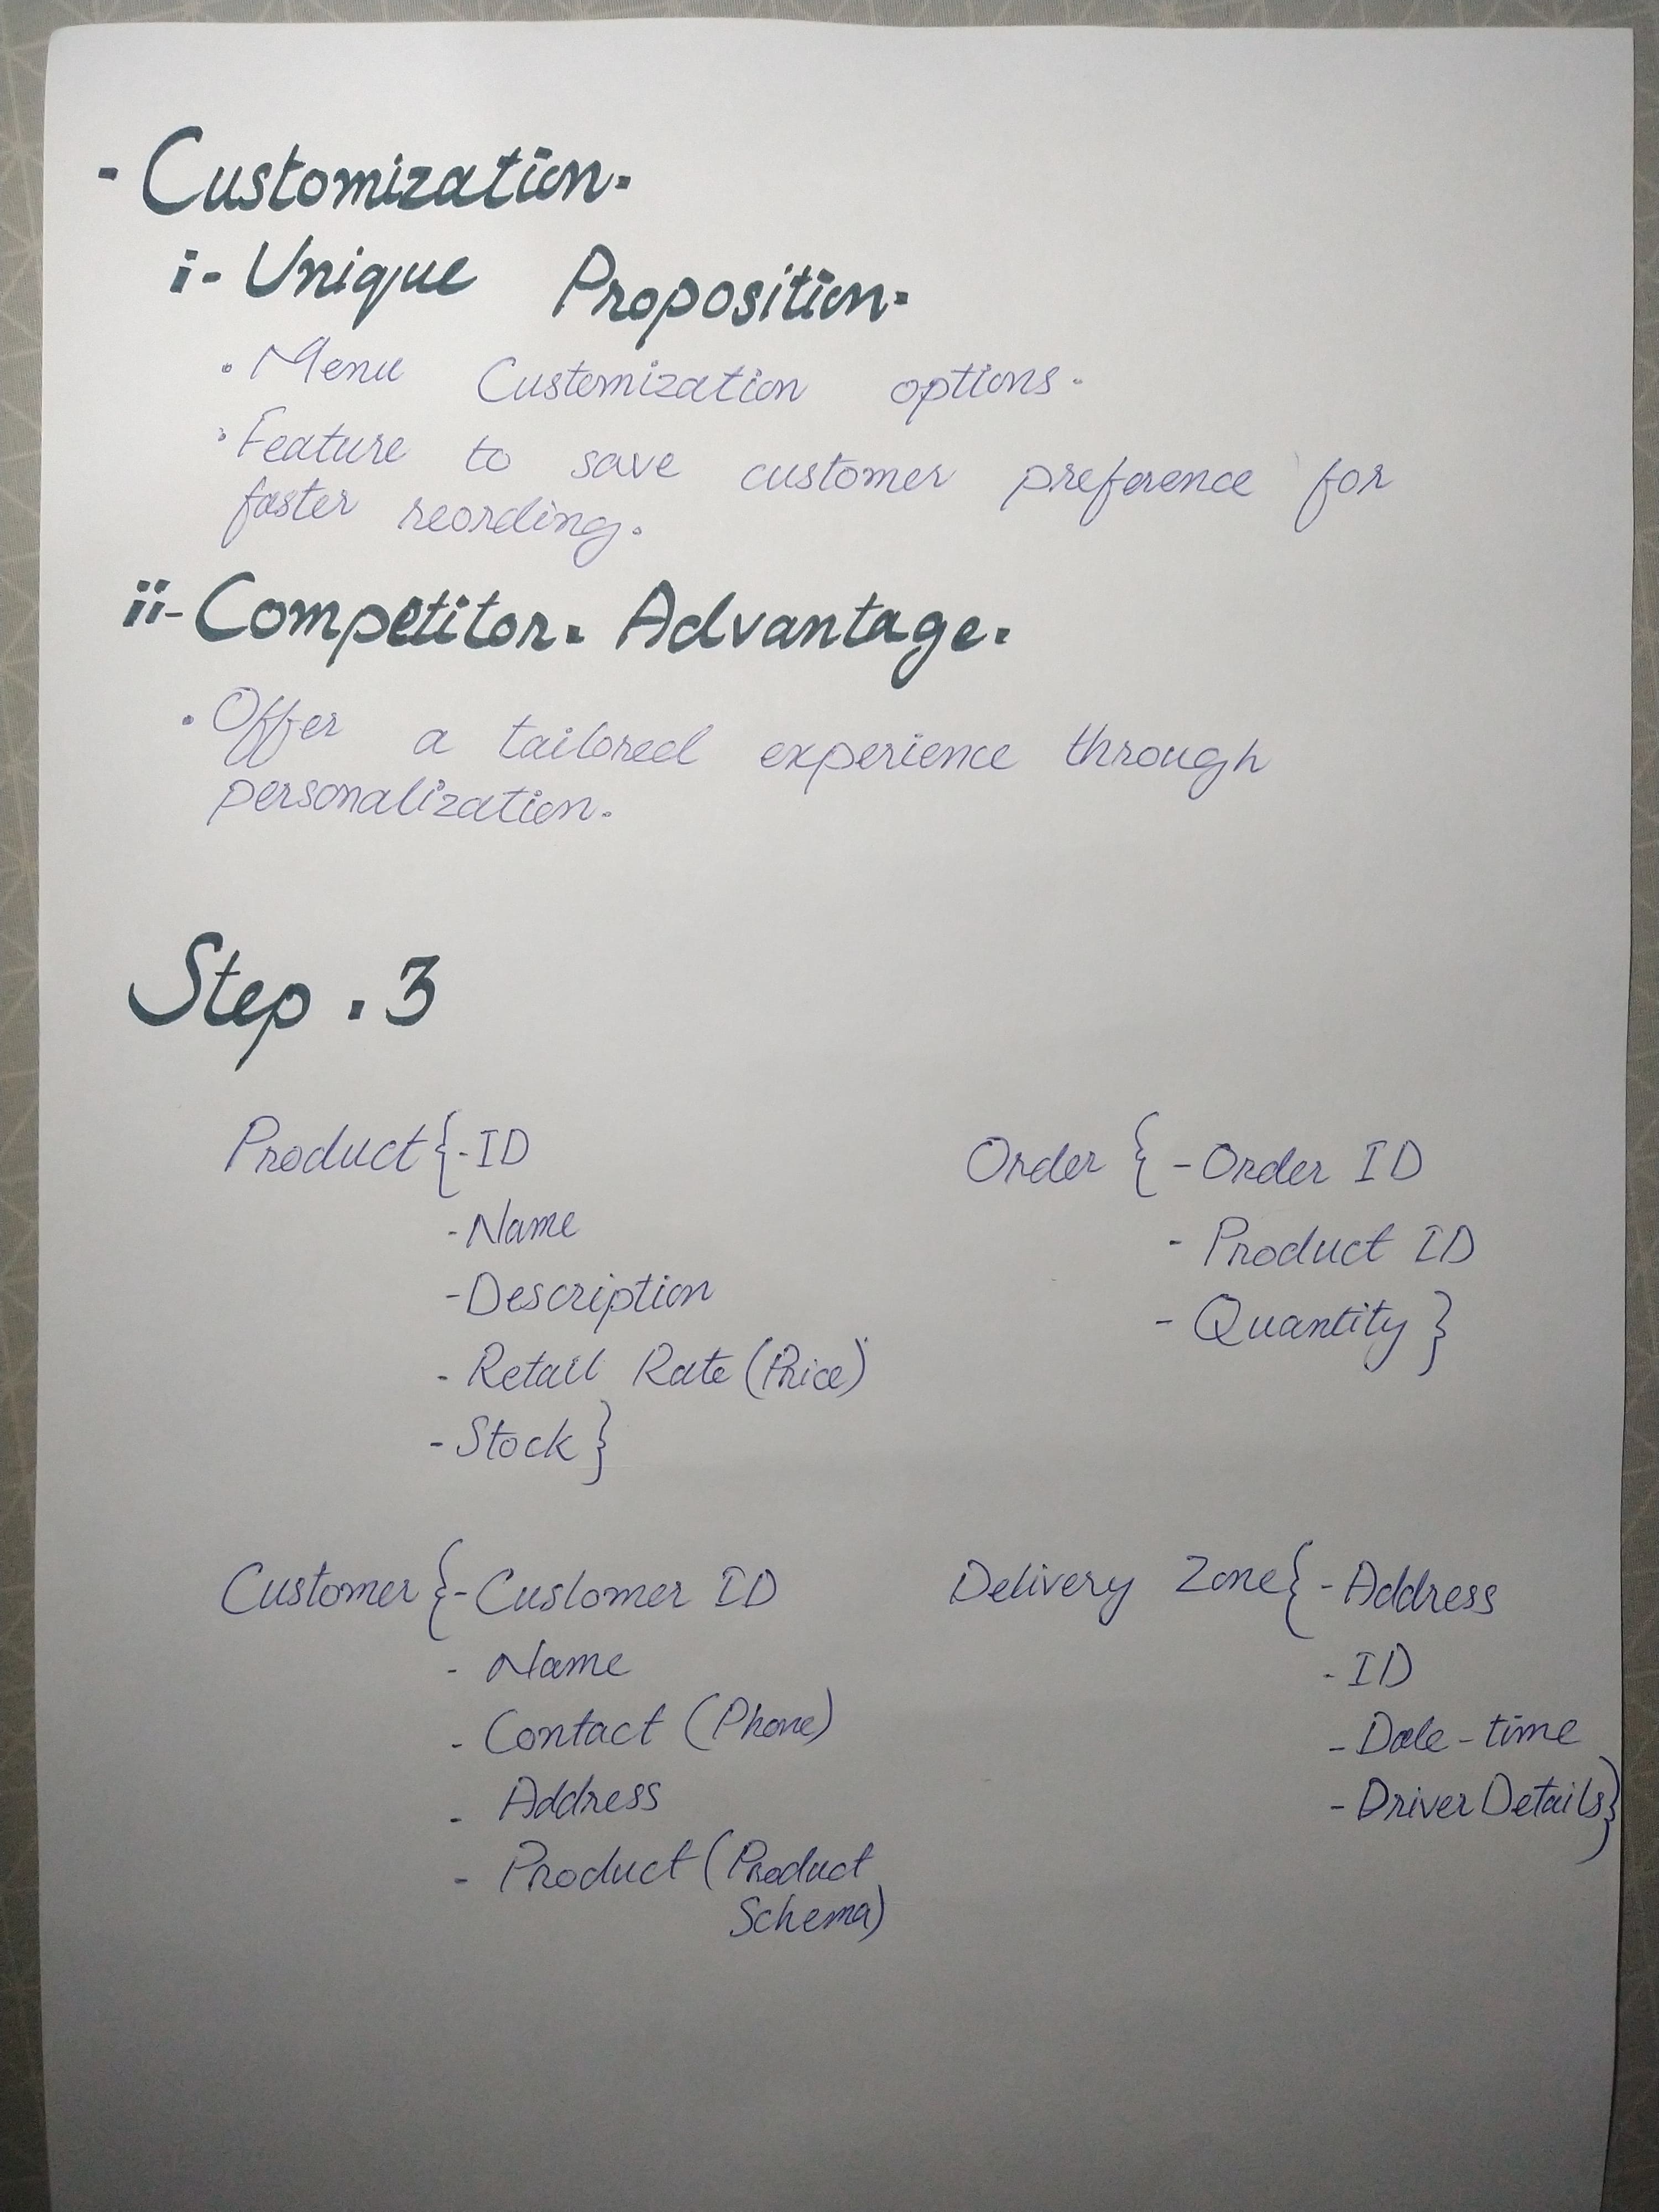 - Customization.
i- Unique Proposition.
• Menu Customization options.
• Feature to save customer preference for
faster reording.
ii- Competitor. Advantage.
• Offer a tailored experience through
personalization.
Step . 3
Product { - ID
- Name
- Description
- Retail Rate (Price)
- Stock }
Order { - Order ID
- Product ID
- Quantity }
Customer { - Customer ID
- Name
- Contact (Phone)
- Address
- Product (Product
Schema)
Delivery Zone { - Address
- ID
- Date-time
- Driver Details }